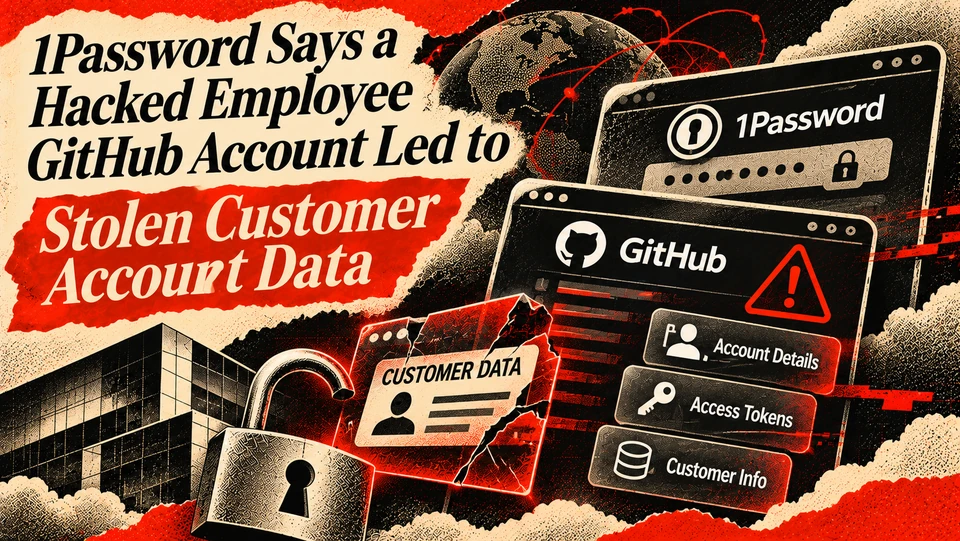 1Password Says a
Hacked Employee
GitHub Account Led to
Stolen Customer
Account Data
1Password
GitHub
CUSTOMER DATA
Account Details
Access Tokens
Customer Info